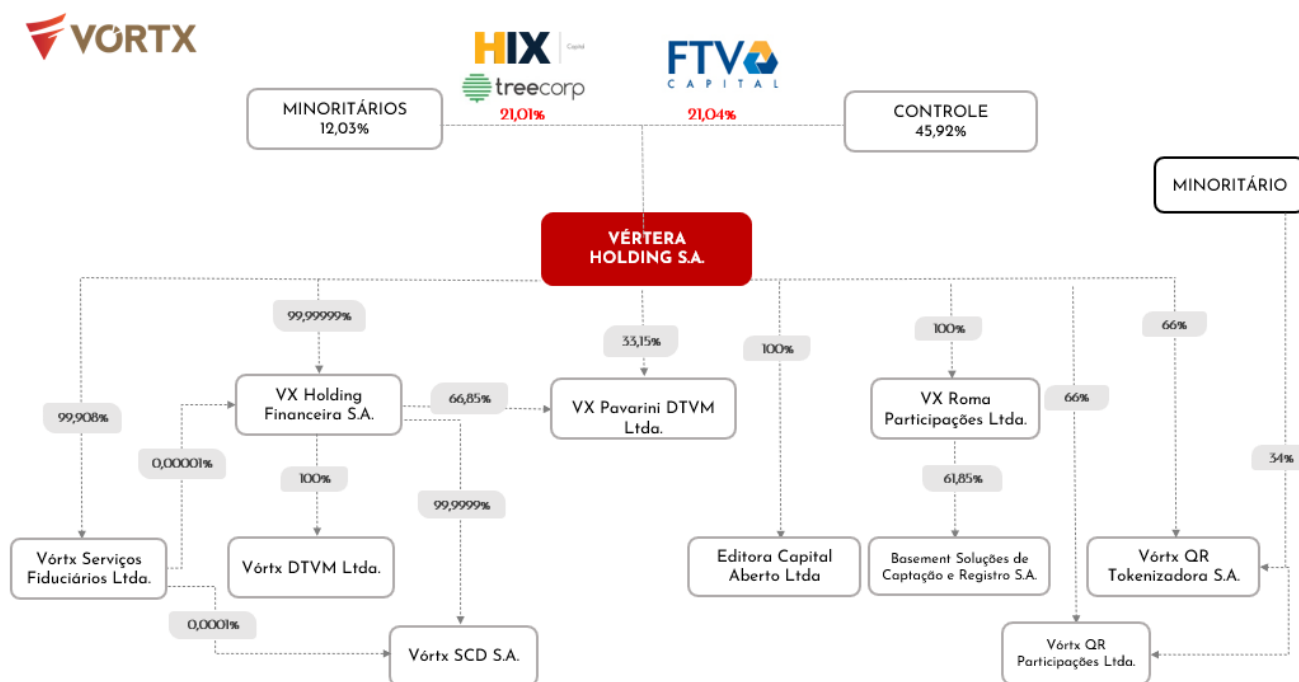 VÓRTX
HIX Capital
treecorp
FTV
CAPITAL
MINORITÁRIOS
12,03%
21,01%
21,04%
CONTROLE
45,92%
MINORITÁRIO
VÉRTERA
HOLDING S.A.
99,99999%
33,15%
100%
100%
66%
66%
99,908%
VX Holding
Financeira S.A.
66,85%
VX Pavarini DTVM
Ltda.
VX Roma
Participações Ltda.
0,00001%
100%
99,9999%
61,85%
34%
Vórtx Serviços
Fiduciários Ltda.
Vórtx DTVM Ltda.
Editora Capital
Aberto Ltda
Basement Soluções de
Captação e Registro S.A.
Vórtx QR
Tokenizadora S.A.
0,0001%
Vórtx SCD S.A.
Vórtx QR
Participações Ltda.